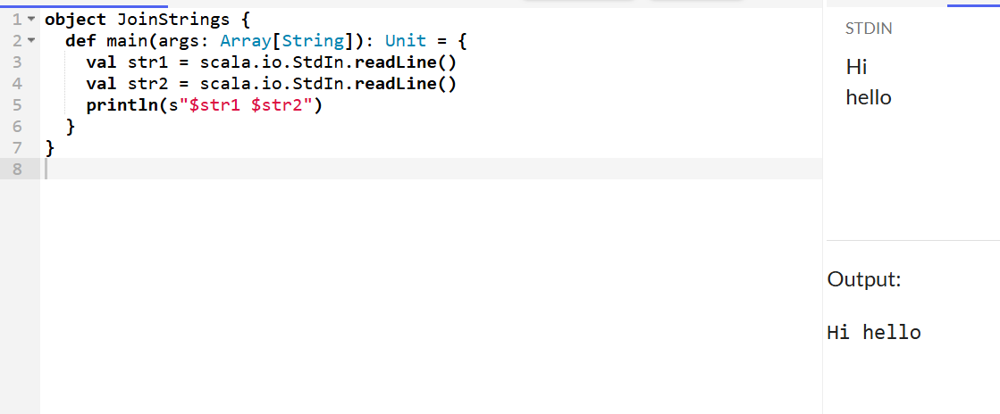 1 object JoinStrings {
2   def main(args: Array[String]): Unit = {
3     val str1 = scala.io.StdIn.readLine()
4     val str2 = scala.io.StdIn.readLine()
5     println(s"$str1 $str2")
6   }
7 }
8
STDIN
Hi
hello
Output:
Hi hello